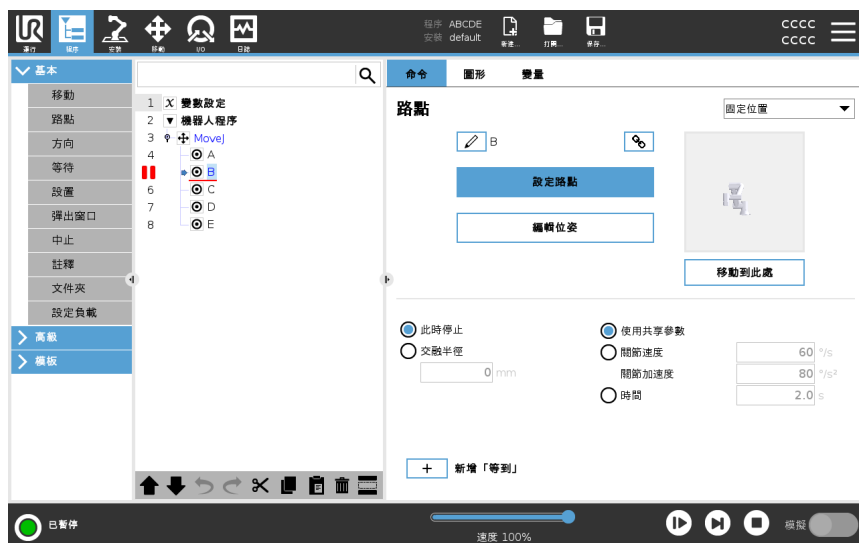 程序 ABCDE
安裝 default
cccc
cccc
運行
程序
安裝
移動
I/O
日誌
新建...
打開...
保存...
基本
移動
路點
方向
等待
設置
彈出窗口
中止
註釋
文件夾
設定負載
高級
模板
1 X 變數設定
2 ▼ 機器人程序
3 MoveJ
4 A
B
6 C
7 D
8 E
命令 圖形 變量
路點
固定位置
B
設定路點
編輯位姿
移動到此處
此時停止
交融半徑
0 mm
使用共享參數
關節速度 60 °/s
關節加速度 80 °/s²
時間 2.0 s
+ 新增「等到」
已暫停
速度 100%
模擬